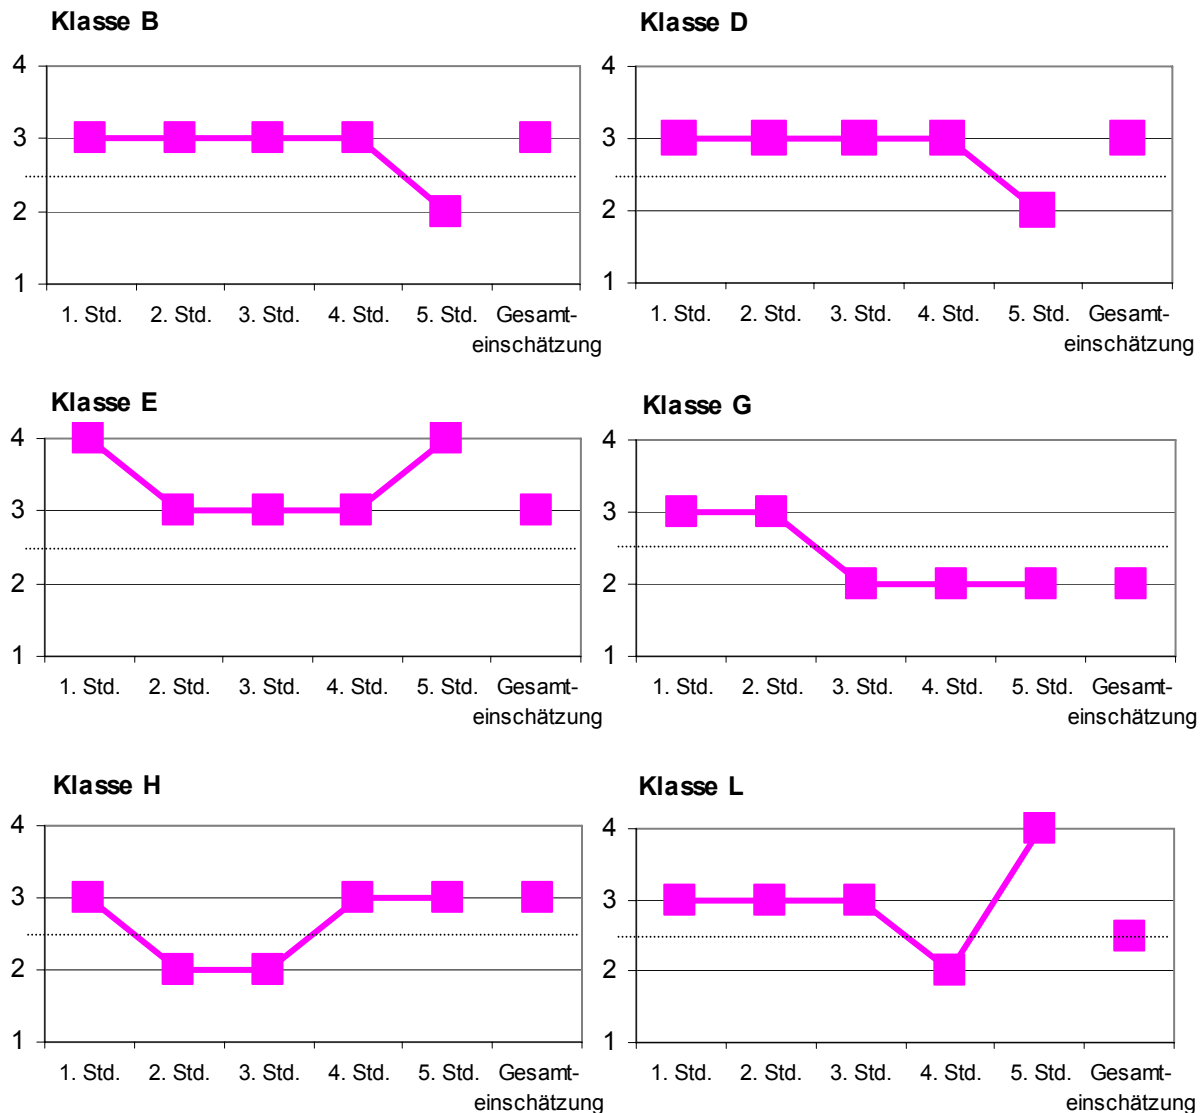 Klasse B
4
3
2
1
1. Std. 2. Std. 3. Std. 4. Std. 5. Std. Gesamt-
einschätzung
Klasse D
4
3
2
1
1. Std. 2. Std. 3. Std. 4. Std. 5. Std. Gesamt-
einschätzung
Klasse E
4
3
2
1
1. Std. 2. Std. 3. Std. 4. Std. 5. Std. Gesamt-
einschätzung
Klasse G
4
3
2
1
1. Std. 2. Std. 3. Std. 4. Std. 5. Std. Gesamt-
einschätzung
Klasse H
4
3
2
1
1. Std. 2. Std. 3. Std. 4. Std. 5. Std. Gesamt-
einschätzung
Klasse L
4
3
2
1
1. Std. 2. Std. 3. Std. 4. Std. 5. Std. Gesamt-
einschätzung